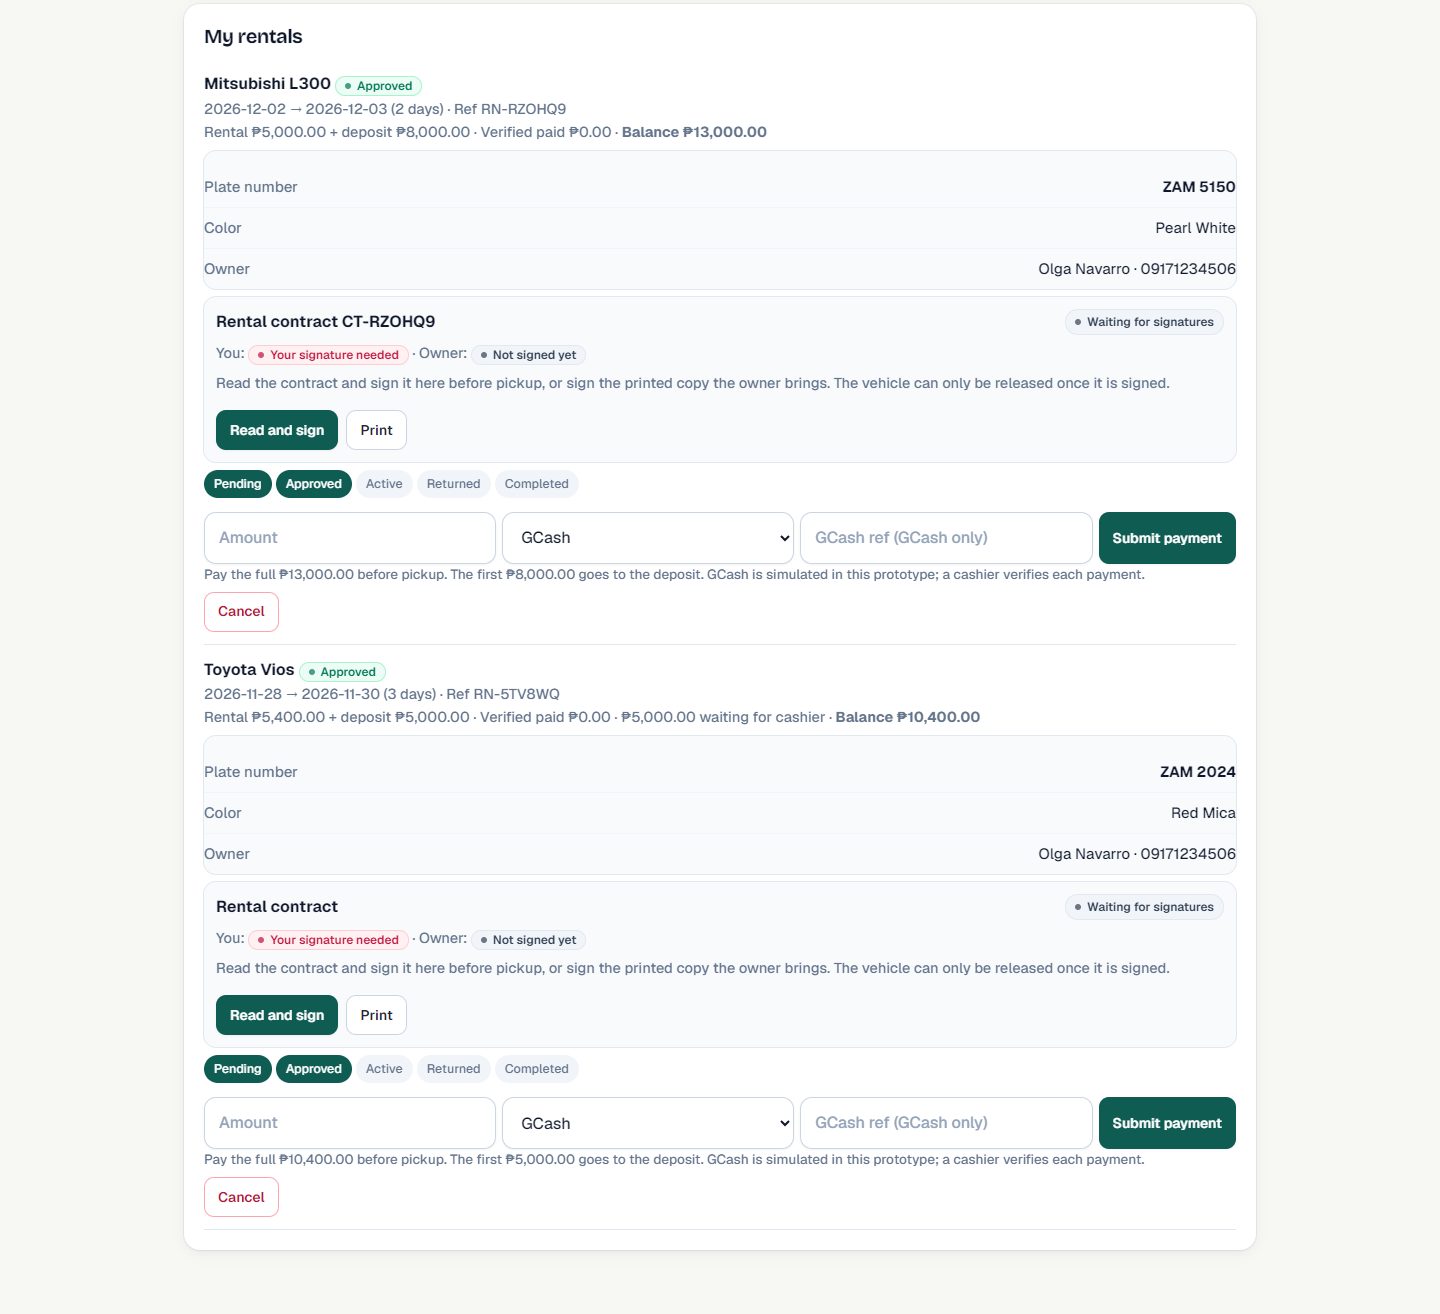 My rentals
Mitsubishi L300 Approved
2026-12-02 → 2026-12-03 (2 days) · Ref RN-RZOHQ9
Rental ₱5,000.00 + deposit ₱8,000.00 · Verified paid ₱0.00 · Balance ₱13,000.00
Plate number ZAM 5150
Color Pearl White
Owner Olga Navarro · 09171234506
Rental contract CT-RZOHQ9 Waiting for signatures
You: Your signature needed · Owner: Not signed yet
Read the contract and sign it here before pickup, or sign the printed copy the owner brings. The vehicle can only be released once it is signed.
Read and sign Print
Pending Approved Active Returned Completed
Amount GCash GCash ref (GCash only) Submit payment
Pay the full ₱13,000.00 before pickup. The first ₱8,000.00 goes to the deposit. GCash is simulated in this prototype; a cashier verifies each payment.
Cancel
Toyota Vios Approved
2026-11-28 → 2026-11-30 (3 days) · Ref RN-5TV8WQ
Rental ₱5,400.00 + deposit ₱5,000.00 · Verified paid ₱0.00 · ₱5,000.00 waiting for cashier · Balance ₱10,400.00
Plate number ZAM 2024
Color Red Mica
Owner Olga Navarro · 09171234506
Rental contract Waiting for signatures
You: Your signature needed · Owner: Not signed yet
Read the contract and sign it here before pickup, or sign the printed copy the owner brings. The vehicle can only be released once it is signed.
Read and sign Print
Pending Approved Active Returned Completed
Amount GCash GCash ref (GCash only) Submit payment
Pay the full ₱10,400.00 before pickup. The first ₱5,000.00 goes to the deposit. GCash is simulated in this prototype; a cashier verifies each payment.
Cancel